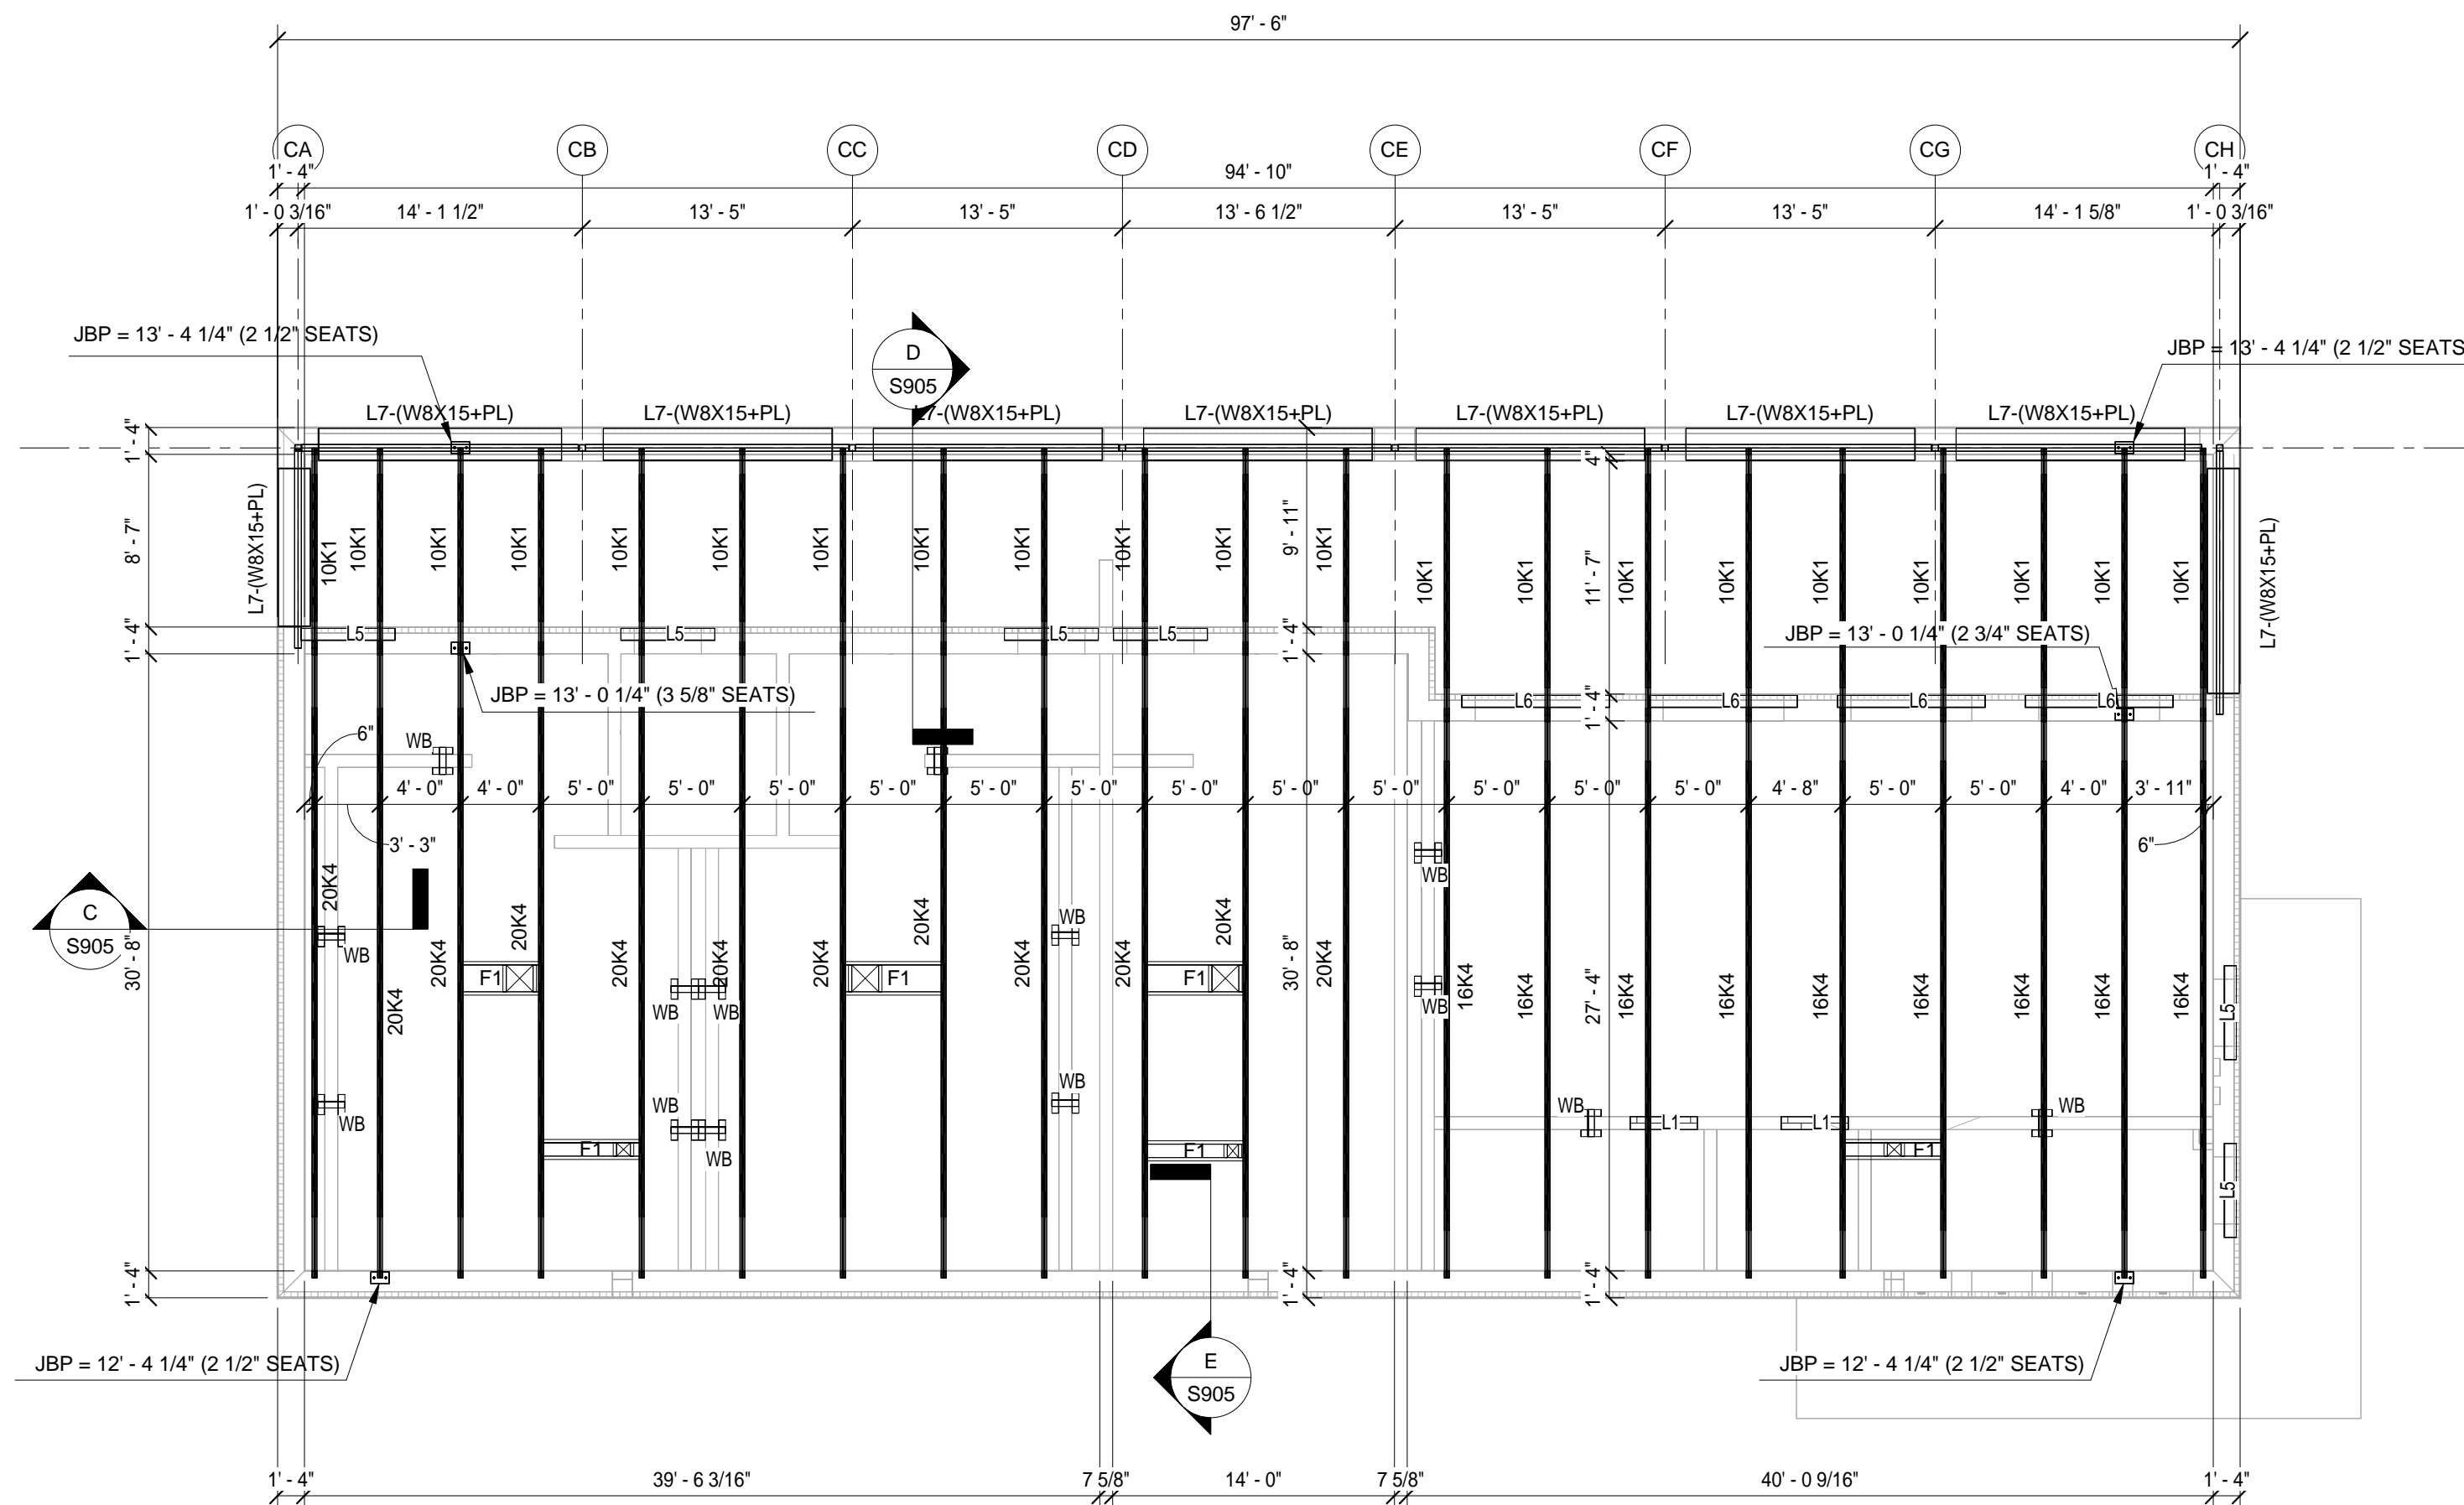 97' - 6"
CA CB CC CD CE CF CG CH
1' - 4" 94' - 10" 1' - 4"
1' - 0 3/16" 14' - 1 1/2" 13' - 5" 13' - 5" 13' - 6 1/2" 13' - 5" 13' - 5" 14' - 1 5/8" 1' - 0 3/16"
JBP = 13' - 4 1/4" (2 1/2" SEATS)
D
S905
JBP = 13' - 4 1/4" (2 1/2" SEATS
L7-(W8X15+PL) L7-(W8X15+PL) L7-(W8X15+PL) L7-(W8X15+PL) L7-(W8X15+PL) L7-(W8X15+PL) L7-(W8X15+PL)
1' - 4"
4"
L7-(W8X15+PL)
8' - 7"
9' - 11"
11' - 7"
L7-(W8X15+PL)
10K1 10K1 10K1 10K1 10K1 10K1 10K1 10K1 10K1 10K1 10K1 10K1 10K1 10K1 10K1 10K1 10K1 10K1 10K1 10K1 10K1
1' - 4" L5 L5 L5 L5 1' - 4"
JBP = 13' - 0 1/4" (2 3/4" SEATS)
JBP = 13' - 0 1/4" (3 5/8" SEATS)
L6 1' - 4" L6 L6 L6
6"
WB
4' - 0" 4' - 0" 5' - 0" 5' - 0" 5' - 0" 5' - 0" 5' - 0" 5' - 0" 5' - 0" 5' - 0" 5' - 0" 5' - 0" 5' - 0" 5' - 0" 4' - 8" 5' - 0" 5' - 0" 4' - 0" 3' - 11"
3' - 3"
6"
WB
C
S905
30' - 8"
20K4 20K4 20K4 20K4 20K4 20K4 20K4 20K4 20K4 20K4 20K4 20K4
30' - 8"
16K4 16K4 27' - 4" 16K4 16K4 16K4 16K4 16K4 16K4 16K4
WB WB
F1 F1 F1
WB WB WB
L5
WB WB WB WB
WB L1 L1 WB
F1 F1 F1
WB
L5
1' - 4" 1' - 4" 1' - 4"
JBP = 12' - 4 1/4" (2 1/2" SEATS)
E
S905
JBP = 12' - 4 1/4" (2 1/2" SEATS)
1' - 4" 39' - 6 3/16" 7 5/8" 14' - 0" 7 5/8" 40' - 0 9/16" 1' - 4"